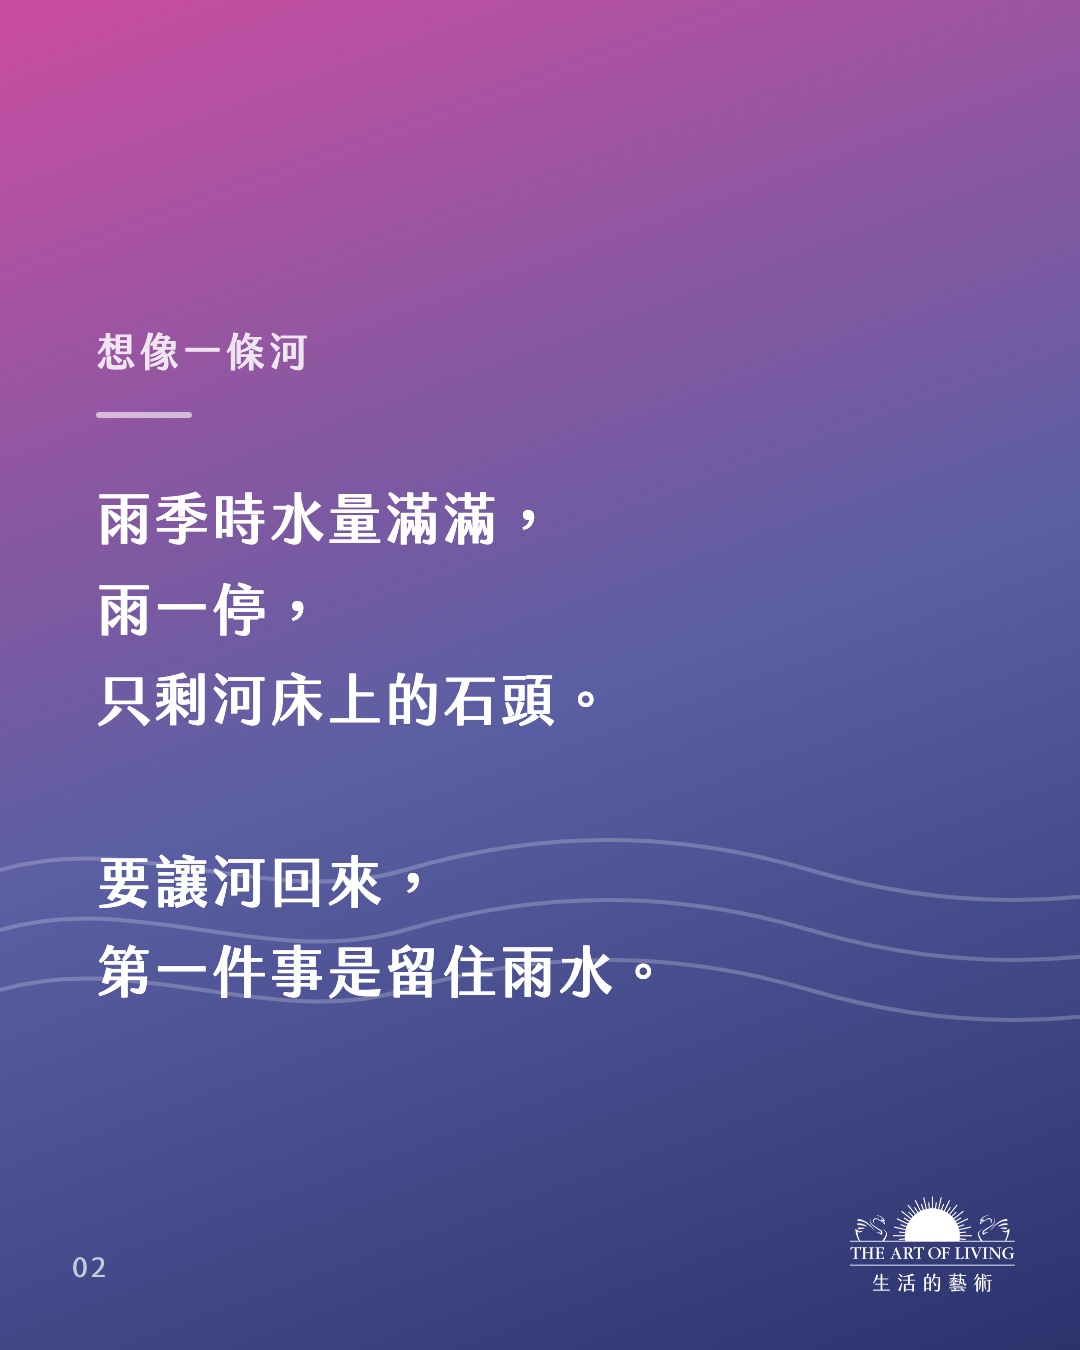 想像一條河
雨季時水量滿滿，
雨一停，
只剩河床上的石頭。
要讓河回來，
第一件事是留住雨水。
02
THE ART OF LIVING
生活的藝術